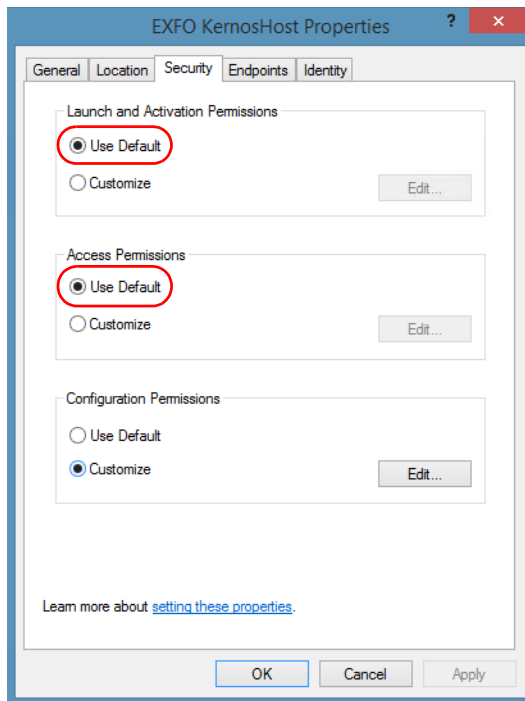 EXFO KernosHost Properties ? ×
General Location Security Endpoints Identity
Launch and Activation Permissions
Use Default
Customize
Edit...
Access Permissions
Use Default
Customize
Edit...
Configuration Permissions
Use Default
Customize
Edit...
Learn more about setting these properties.
OK Cancel Apply